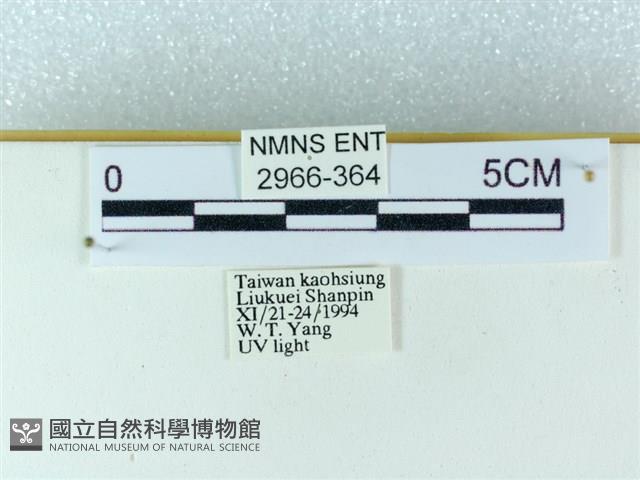 NMNS ENT
2966-364
0 5CM
Taiwan kaohsiung
Liukuei Shanpin
XI/21-24/1994
W. T. Yang
UV light
國立自然科學博物館
NATIONAL MUSEUM OF NATURAL SCIENCE